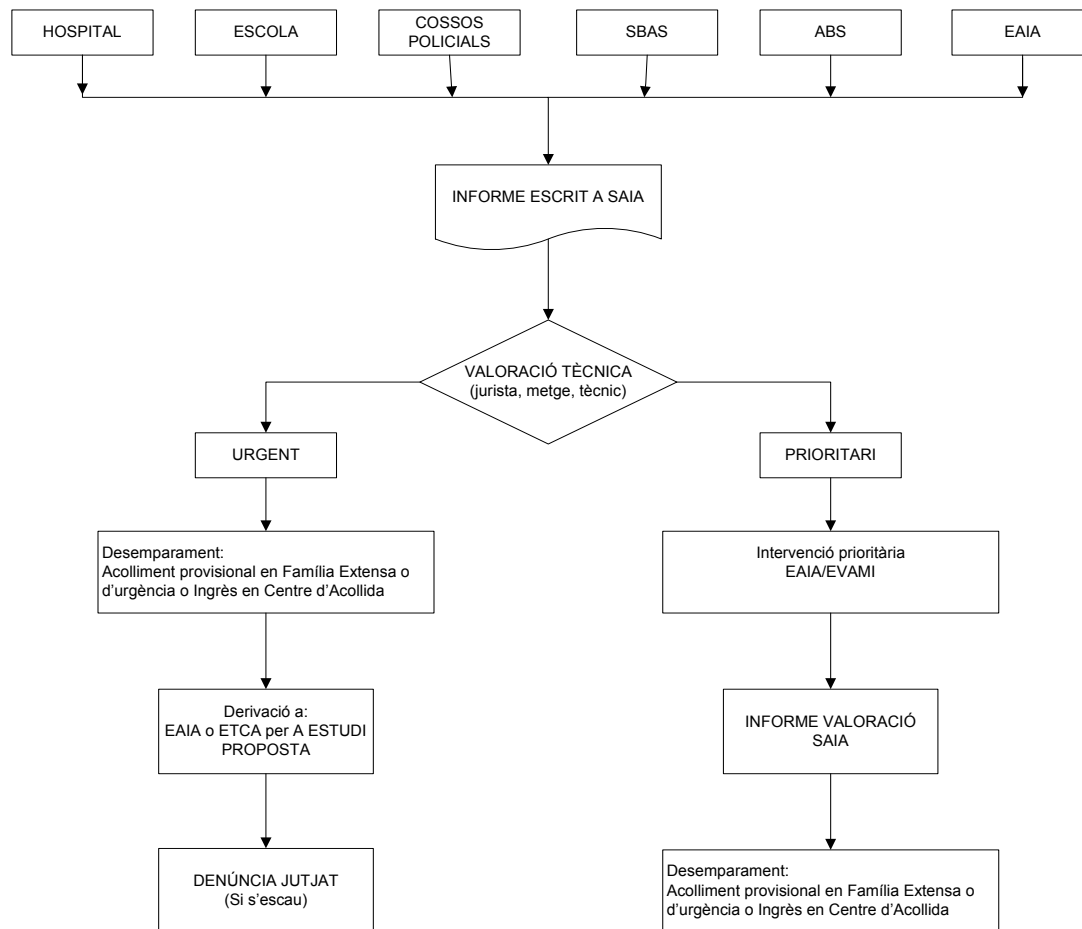 HOSPITAL
ESCOLA
COSSOS
POLICIALS
SBAS
ABS
EAIA
INFORME ESCRIT A SAIA
VALORACIÓ TÈCNICA
(jurista, metge, tècnic)
URGENT
PRIORITARI
Desemparament:
Acolliment provisional en Família Extensa o
d'urgència o Ingrès en Centre d'Acollida
Intervenció prioritària
EAIA/EVAMI
Derivació a:
EAIA o ETCA per A ESTUDI
PROPOSTA
INFORME VALORACIÓ
SAIA
DENÚNCIA JUTJAT
(Si s'escau)
Desemparament:
Acolliment provisional en Família Extensa o
d'urgència o Ingrès en Centre d'Acollida